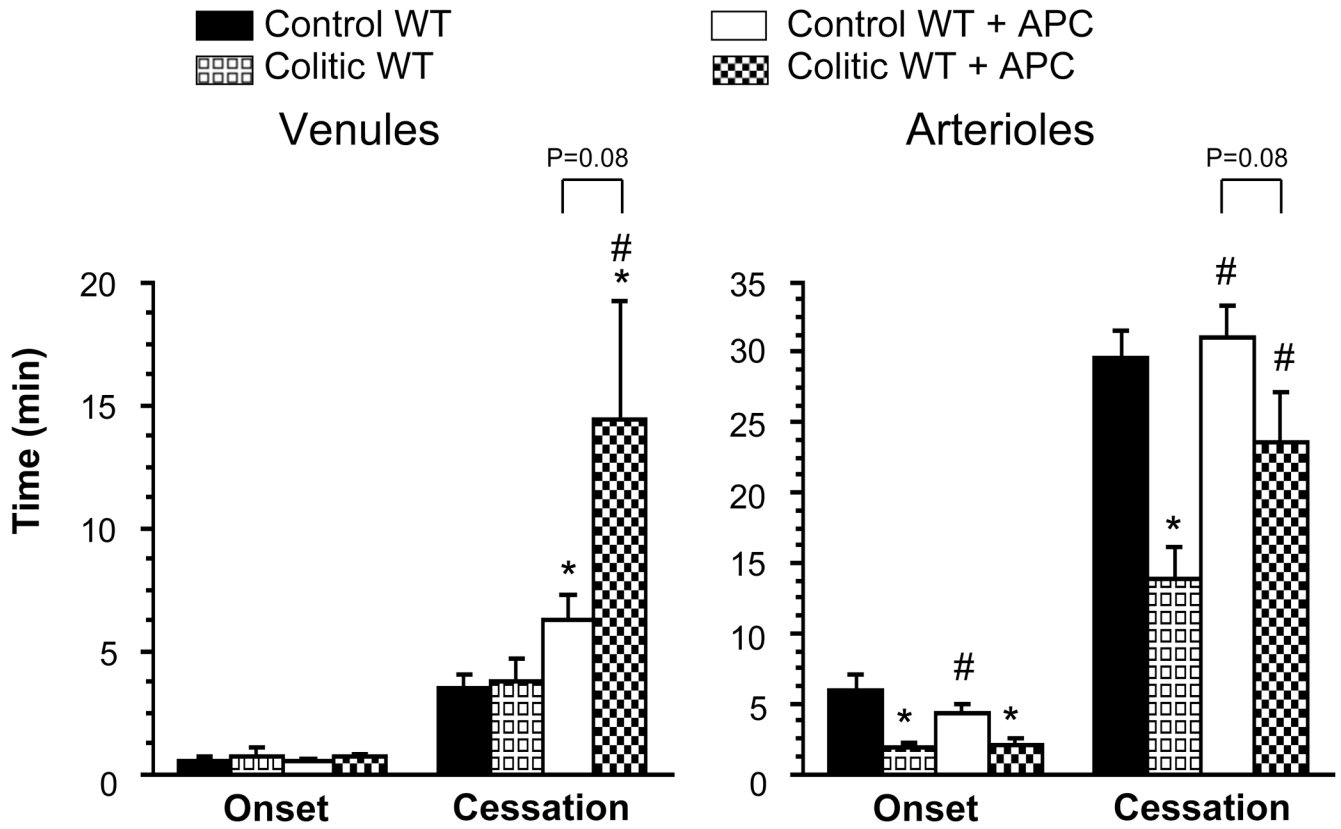 Control WT
Control WT + APC
Colitic WT
Colitic WT + APC
Venules
Arterioles
P=0.08
P=0.08
#
*
#
#
*
*
#
*
*
20
15
10
5
0
35
30
25
20
15
10
5
0
Time (min)
Onset
Cessation
Onset
Cessation